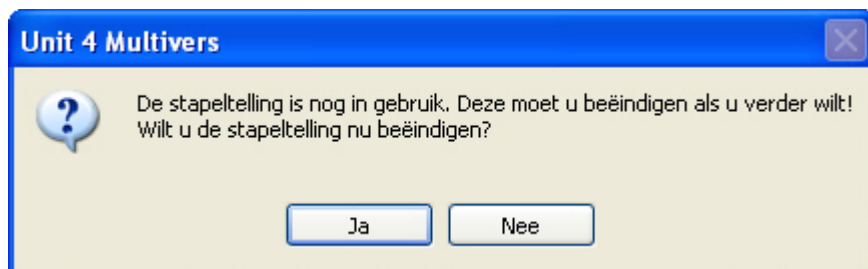 Unit 4 Multivers
De stapeltelling is nog in gebruik. Deze moet u beëindigen als u verder wilt!
Wilt u de stapeltelling nu beëindigen?
Ja
Nee